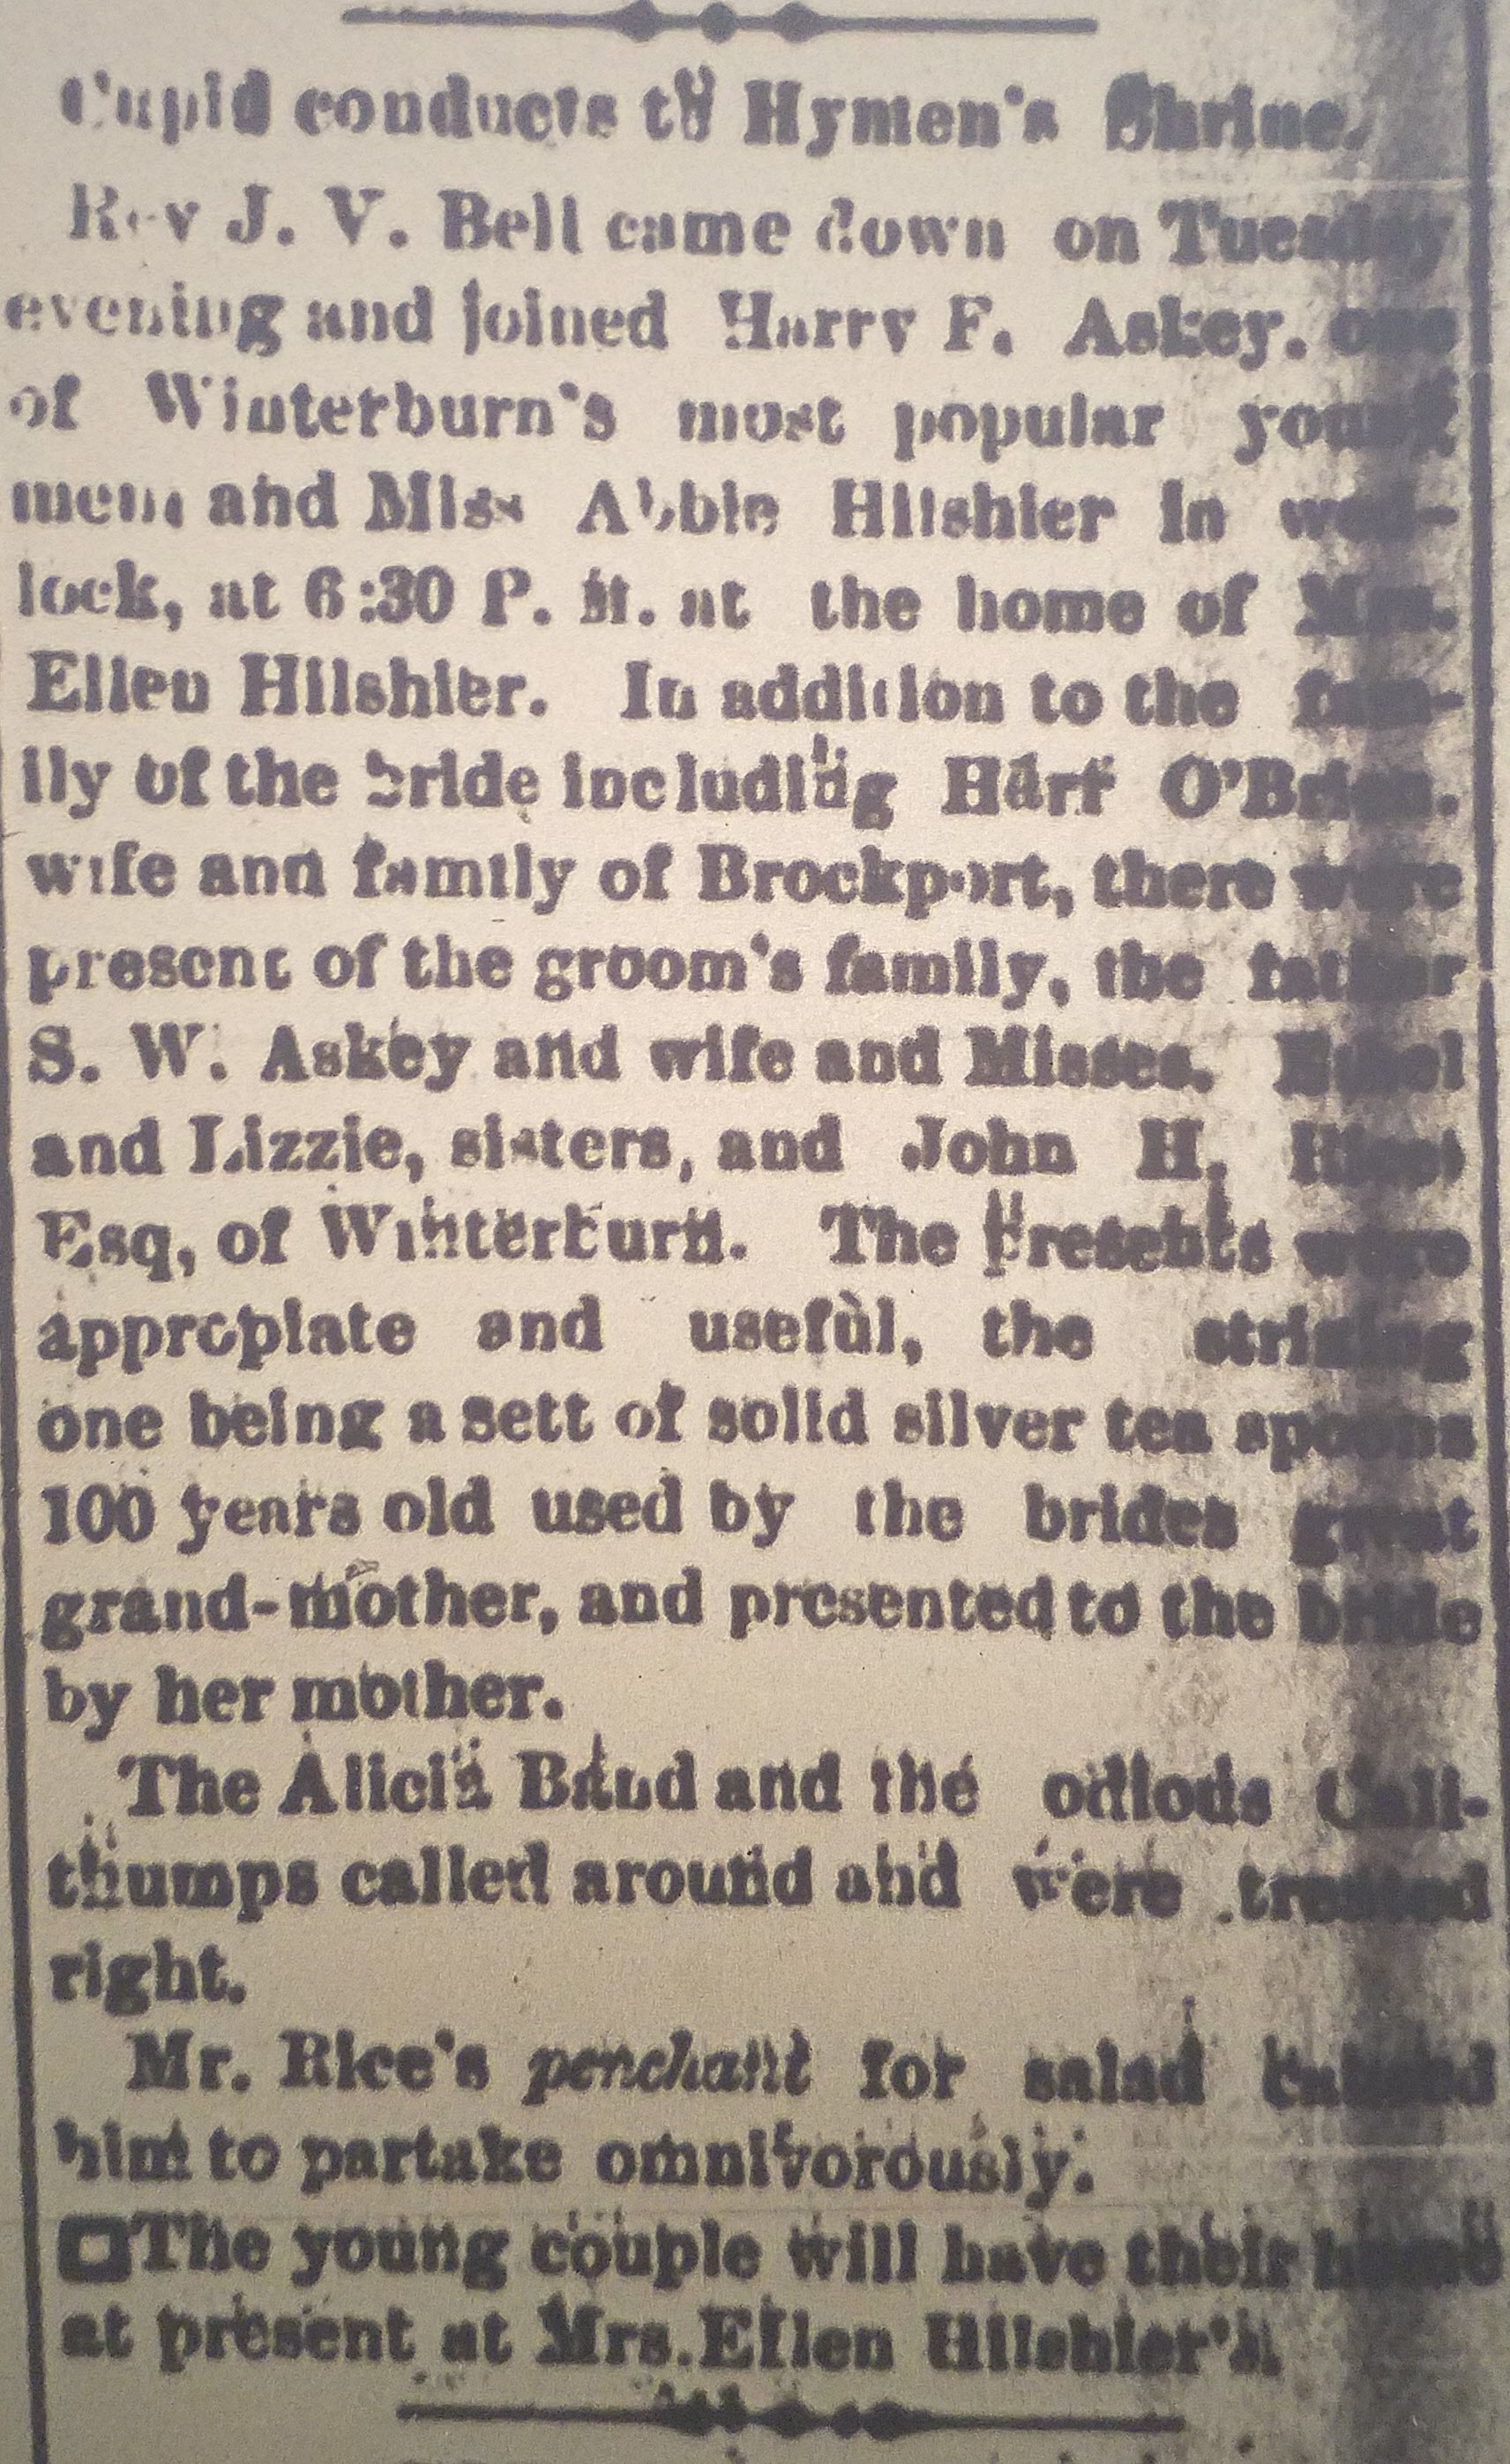 Cupid conducts to Hymen's Shrine.
Rev J. V. Bell came down on Tuesday
evening and joined Harry F. Askey, one
of Winterburn's most popular young
men and Miss Abbie Hilshier in wed-
lock, at 6:30 P. M. at the home of Mrs.
Ellen Hilshier. In addition to the fam-
ily of the bride including Harr O'Brien.
wife and family of Brockport, there were
present of the groom's family, the father
S. W. Askey and wife and Misses. Ethel
and Lizzie, sisters, and John H. Rice
Esq, of Winterburn. The Presents were
appropiate and useful, the striking
one being a sett of solid silver tea spoons
100 years old used by the brides great
grand-mother, and presented to the bride
by her mother.
The Alicia Band and the Cali-
thumps called around and were treated
right.
Mr. Rice's penchant for salad caused
him to partake omnivorously.
The young couple will have their home
at present at Mrs. Ellen Hilshier's